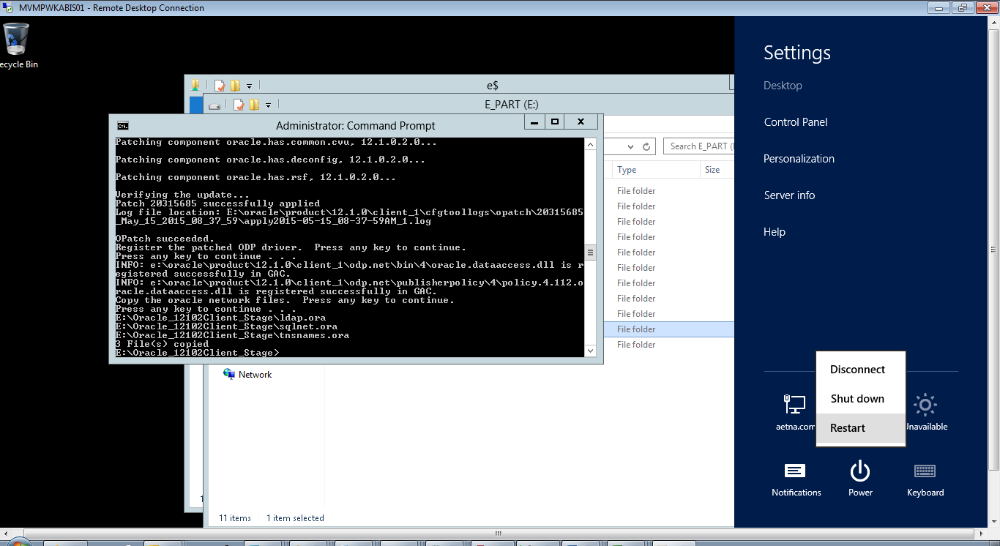 MVMPWKABIS01 - Remote Desktop Connection
ecycle Bin
e$
E_PART (E:)
Administrator: Command Prompt
Patching component oracle.has.common.cvu, 12.1.0.2.0...
Patching component oracle.has.deconfig, 12.1.0.2.0...
Patching component oracle.has.rsf, 12.1.0.2.0...
Verifying the update...
Patch 20315685 successfully applied
Log file location: E:\oracle\product\12.1.0\client_1\cfgtoollogs\opatch\20315685
_May_15_2015_08_37_59\apply2015-05-15_08-37-59AM_1.log
OPatch succeeded.
Register the patched ODP driver.  Press any key to continue.
Press any key to continue . . .
INFO: e:\oracle\product\12.1.0\client_1\odp.net\bin\4\oracle.dataaccess.dll is r
egistered successfully in GAC.
INFO: e:\oracle\product\12.1.0\client_1\odp.net\publisherpolicy\4\policy.4.112.o
racle.dataaccess.dll is registered successfully in GAC.
Copy the oracle network files.  Press any key to continue.
Press any key to continue . . .
E:\Oracle_12102Client_Stage\ldap.ora
E:\Oracle_12102Client_Stage\sqlnet.ora
E:\Oracle_12102Client_Stage\tnsnames.ora
3 File(s) copied
E:\Oracle_12102Client_Stage>
Search E_PART (
Type Size
File folder
File folder
File folder
File folder
File folder
File folder
File folder
File folder
File folder
File folder
File folder
Network
11 items 1 item selected
Settings
Desktop
Control Panel
Personalization
Server info
Help
Disconnect
Shut down
Restart
aetna.com
Unavailable
Notifications
Power
Keyboard